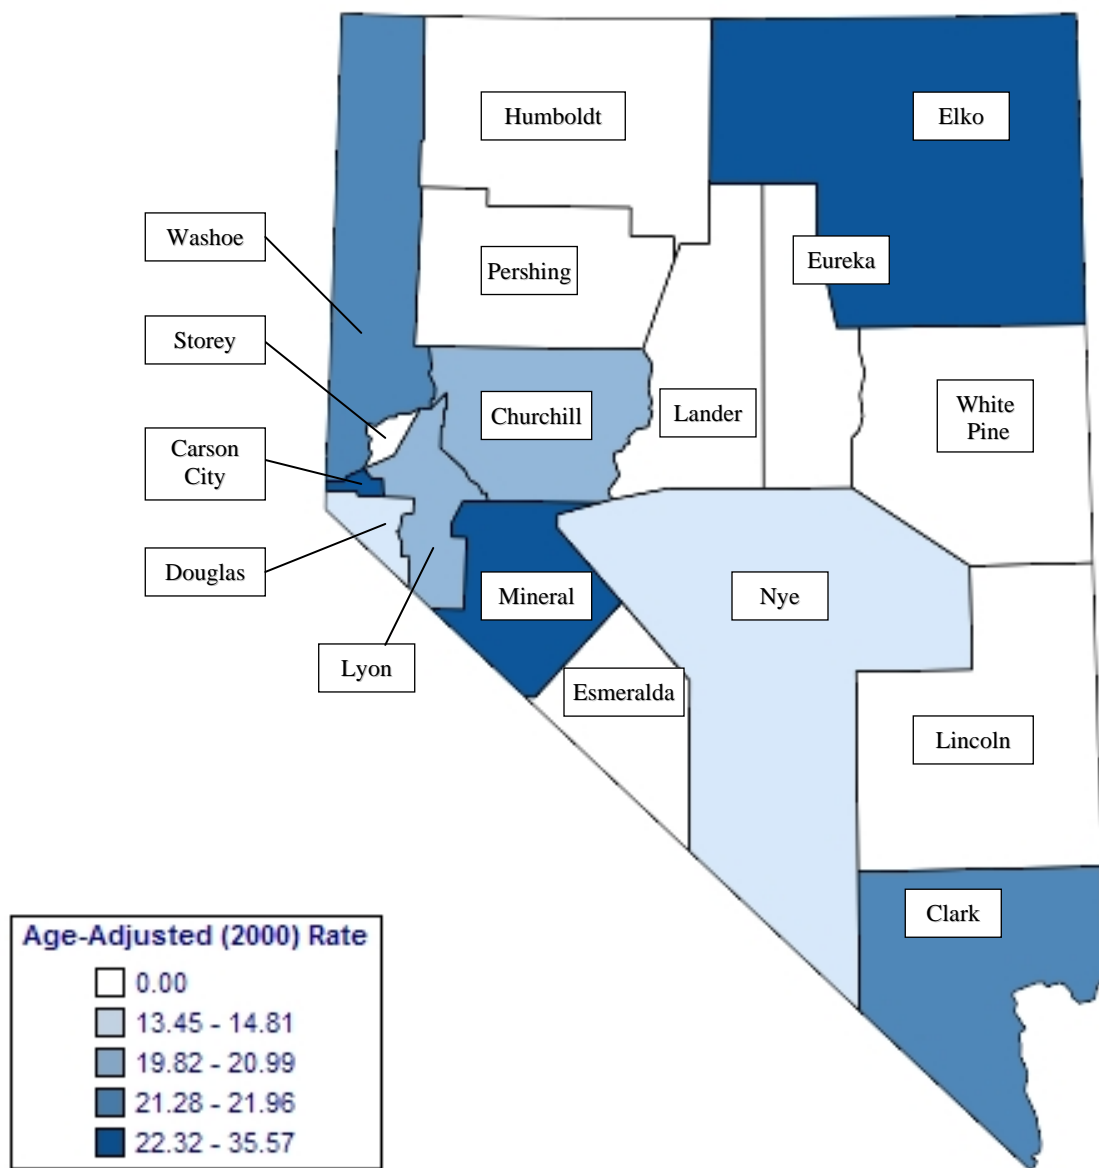 Humboldt
Elko
Washoe
Eureka
Pershing
Storey
Churchill
Lander
White
Pine
Carson
City
Douglas
Mineral
Nye
Lyon
Esmeralda
Lincoln
Clark
Age-Adjusted (2000) Rate
0.00
13.45 - 14.81
19.82 - 20.99
21.28 - 21.96
22.32 - 35.57